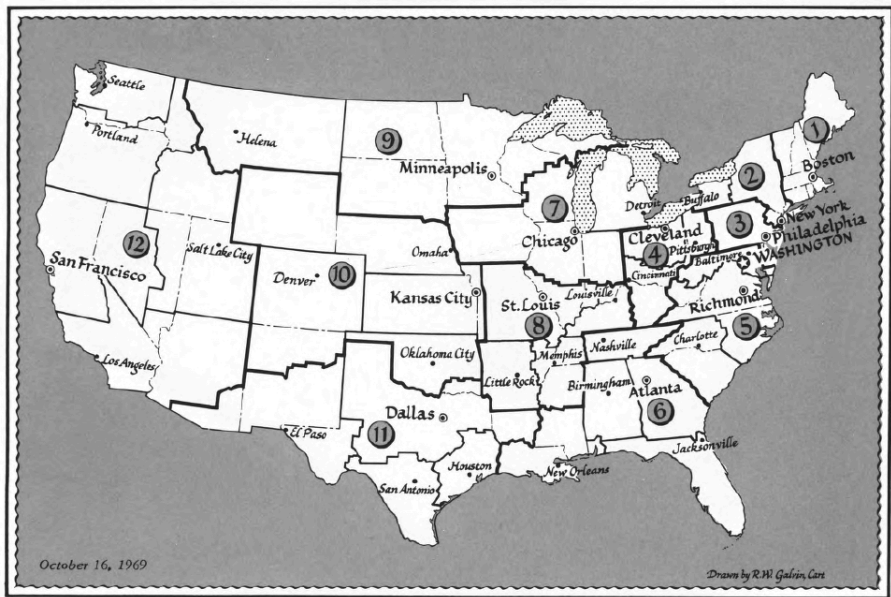 Seattle
Portland
Helena
9
Minneapolis
1
Boston
2
Buffalo
Detroit
New York
3
Philadelphia
7
Chicago
Cleveland
4
Pittsburgh
Baltimore
WASHINGTON
Cincinnati
12
San Francisco
Salt Lake City
Omaha
10
Denver
Kansas City
St. Louis
Louisville
8
Richmond
5
Charlotte
Los Angeles
Oklahoma City
Little Rock
Memphis
Nashville
Birmingham
Atlanta
6
Dallas
11
El Paso
Houston
San Antonio
New Orleans
Jacksonville
October 16, 1969
Drawn by R.W. Galvin, Cart